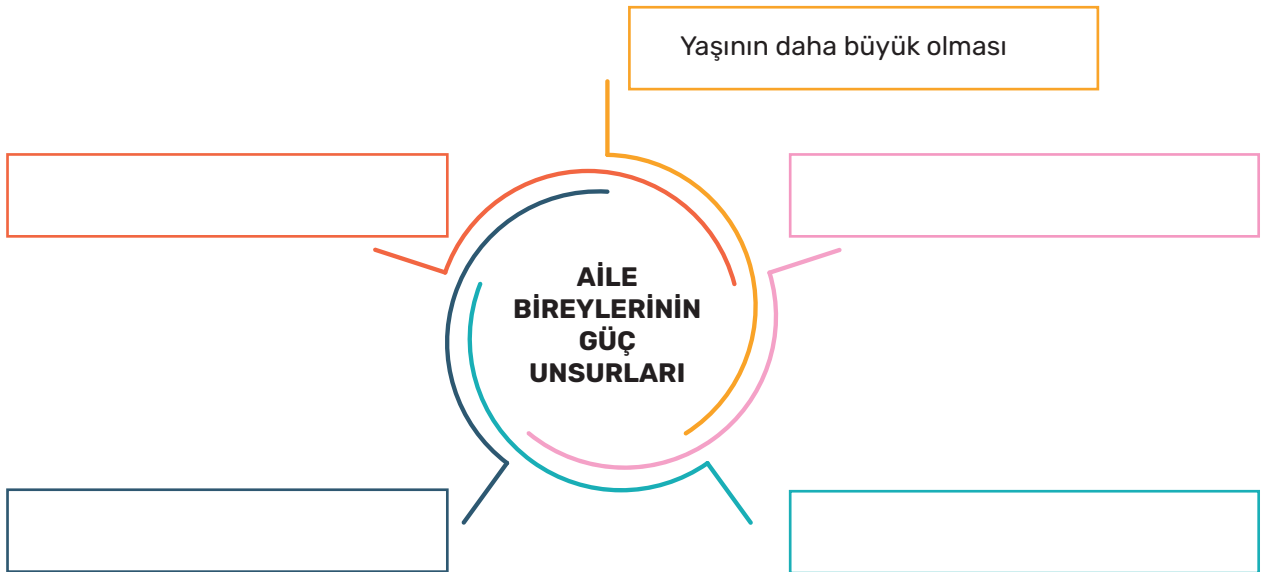 Yaşının daha büyük olması
AİLE
BİREYLERİNİN
GÜÇ
UNSURLARI